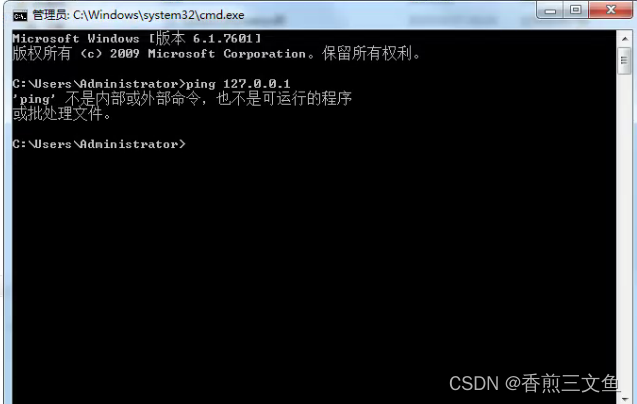 管理员: C:\Windows\system32\cmd.exe
Microsoft Windows [版本 6.1.7601]
版权所有 (c) 2009 Microsoft Corporation。保留所有权利。
C:\Users\Administrator>ping 127.0.0.1
'ping' 不是内部或外部命令，也不是可运行的程序
或批处理文件。
C:\Users\Administrator>
CSDN @香煎三文鱼